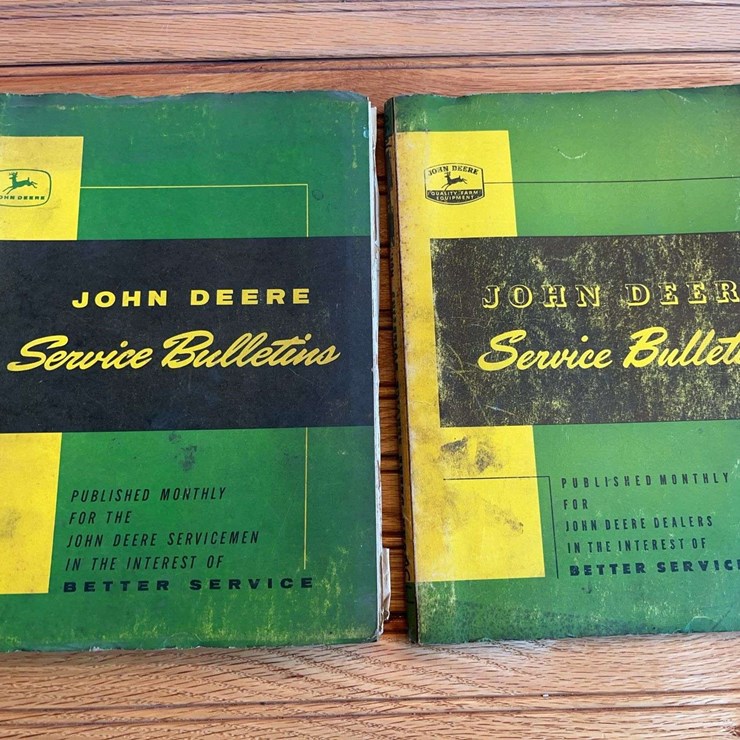 JOHN DEERE
JOHN DEERE
Service Bulletins
PUBLISHED MONTHLY
FOR THE
JOHN DEERE SERVICEMEN
IN THE INTEREST OF
BETTER SERVICE
JOHN DEERE
QUALITY FARM
EQUIPMENT
JOHN DEER
Service Bullet
PUBLISHED MONTHLY
FOR
JOHN DEERE DEALERS
IN THE INTEREST OF
BETTER SERVICE